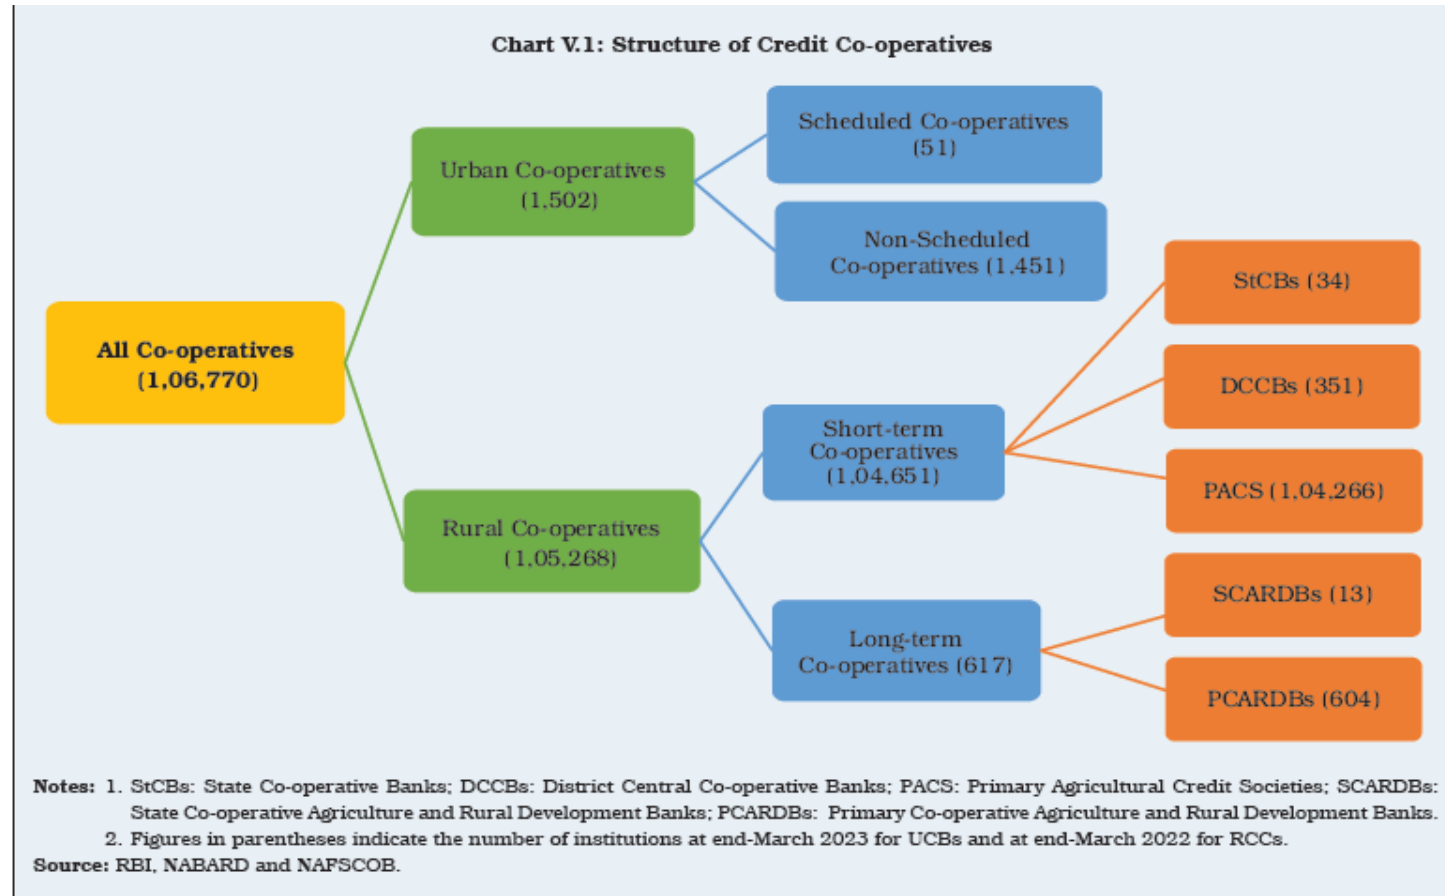 Chart V.1: Structure of Credit Co-operatives
All Co-operatives
(1,06,770)
Urban Co-operatives
(1,502)
Scheduled Co-operatives
(51)
Non-Scheduled
Co-operatives (1,451)
Rural Co-operatives
(1,05,268)
Short-term
Co-operatives
(1,04,651)
StCBs (34)
DCCBs (351)
PACS (1,04,266)
Long-term
Co-operatives (617)
SCARDBs (13)
PCARDBs (604)
Notes: 1. StCBs: State Co-operative Banks; DCCBs: District Central Co-operative Banks; PACS: Primary Agricultural Credit Societies; SCARDBs:
State Co-operative Agriculture and Rural Development Banks; PCARDBs: Primary Co-operative Agriculture and Rural Development Banks.
2. Figures in parentheses indicate the number of institutions at end-March 2023 for UCBs and at end-March 2022 for RCCs.
Source: RBI, NABARD and NAFSCOB.